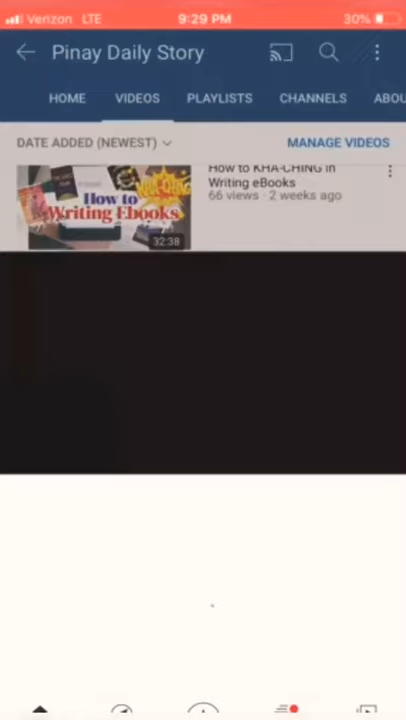 Verizon LTE 9:29 PM 30%
Pinay Daily Story
HOME VIDEOS PLAYLISTS CHANNELS ABOU
DATE ADDED (NEWEST) MANAGE VIDEOS
How to KHA-CHING in
Writing eBooks
66 views · 2 weeks ago
How to
Writing Ebooks
32:38